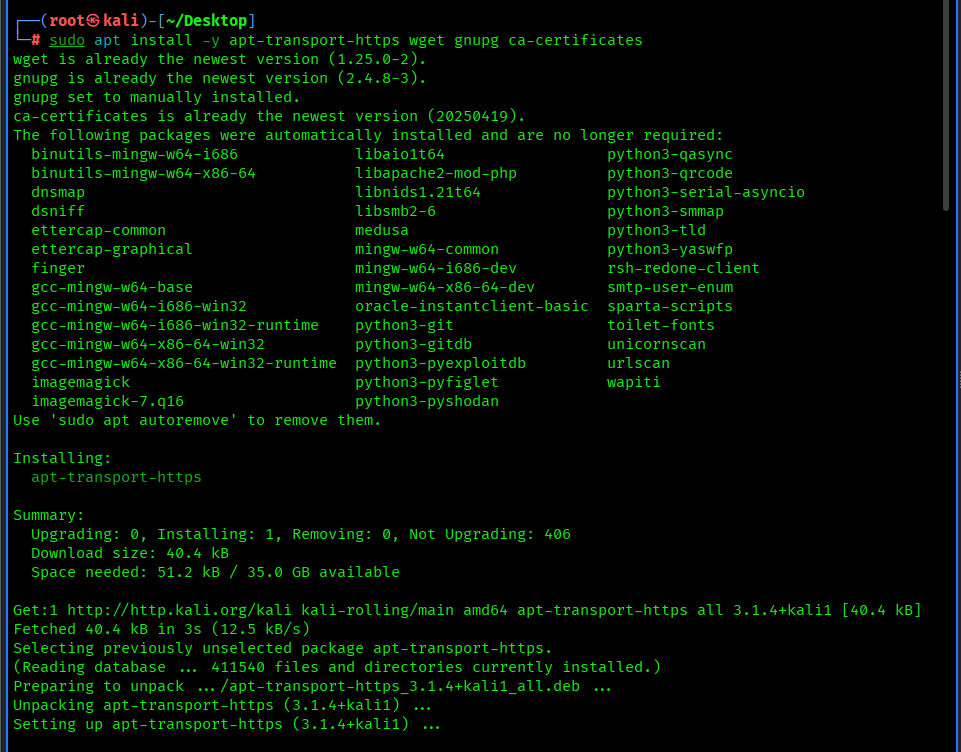 ┌──(root㉿kali)-[~/Desktop]
└─# sudo apt install -y apt-transport-https wget gnupg ca-certificates
wget is already the newest version (1.25.0-2).
gnupg is already the newest version (2.4.8-3).
gnupg set to manually installed.
ca-certificates is already the newest version (20250419).
The following packages were automatically installed and are no longer required:
  binutils-mingw-w64-i686             libaio1t64                  python3-qasync
  binutils-mingw-w64-x86-64           libapache2-mod-php          python3-qrcode
  dnsmap                              libnids1.21t64              python3-serial-asyncio
  dsniff                              libsmb2-6                   python3-smmap
  ettercap-common                     medusa                      python3-tld
  ettercap-graphical                  mingw-w64-common            python3-yaswfp
  finger                              mingw-w64-i686-dev          rsh-redone-client
  gcc-mingw-w64-base                  mingw-w64-x86-64-dev        smtp-user-enum
  gcc-mingw-w64-i686-win32            oracle-instantclient-basic  sparta-scripts
  gcc-mingw-w64-i686-win32-runtime    python3-git                 toilet-fonts
  gcc-mingw-w64-x86-64-win32          python3-gitdb               unicornscan
  gcc-mingw-w64-x86-64-win32-runtime  python3-pyexploitdb         urlscan
  imagemagick                         python3-pyfiglet            wapiti
  imagemagick-7.q16                   python3-pyshodan
Use 'sudo apt autoremove' to remove them.

Installing:
  apt-transport-https

Summary:
  Upgrading: 0, Installing: 1, Removing: 0, Not Upgrading: 406
  Download size: 40.4 kB
  Space needed: 51.2 kB / 35.0 GB available

Get:1 http://http.kali.org/kali kali-rolling/main amd64 apt-transport-https all 3.1.4+kali1 [40.4 kB]
Fetched 40.4 kB in 3s (12.5 kB/s)
Selecting previously unselected package apt-transport-https.
(Reading database ... 411540 files and directories currently installed.)
Preparing to unpack .../apt-transport-https_3.1.4+kali1_all.deb ...
Unpacking apt-transport-https (3.1.4+kali1) ...
Setting up apt-transport-https (3.1.4+kali1) ...